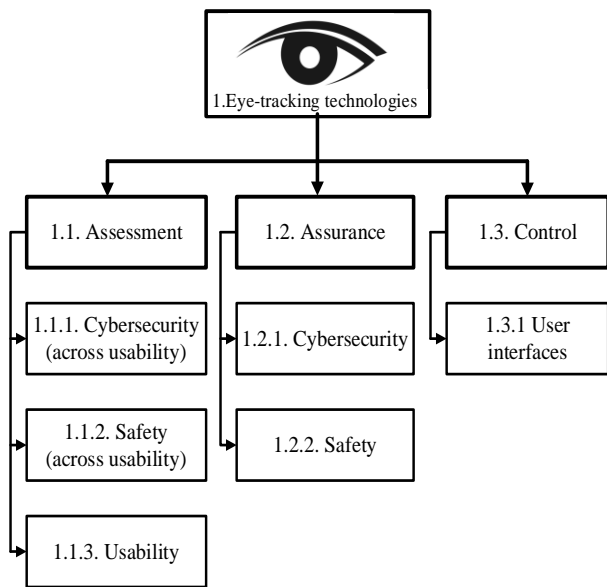 1.Eye-tracking technologies
1.1. Assessment
1.2. Assurance
1.3. Control
1.1.1. Cybersecurity
(across usability)
1.2.1. Cybersecurity
1.3.1 User
interfaces
1.1.2. Safety
(across usability)
1.2.2. Safety
1.1.3. Usability